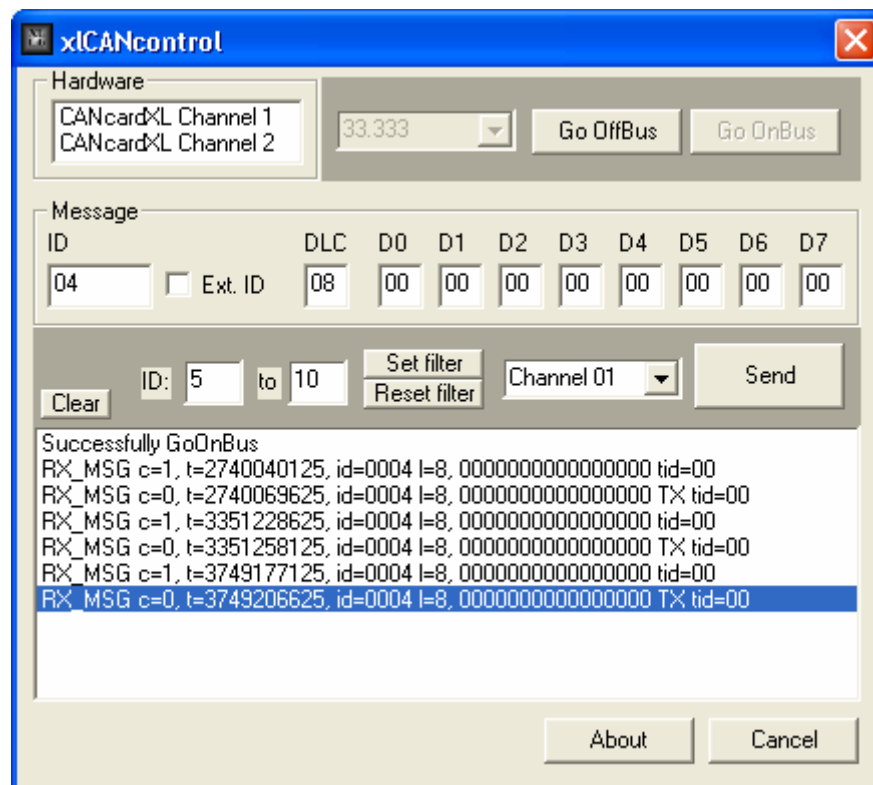 xlCANcontrol
Hardware
CANcardXL Channel 1
CANcardXL Channel 2
33.333 Go OffBus Go OnBus
Message
ID DLC D0 D1 D2 D3 D4 D5 D6 D7
04 Ext. ID 08 00 00 00 00 00 00 00 00
Clear ID: 5 to 10 Set filter Reset filter Channel 01 Send
Successfully GoOnBus
RX_MSG c=1, t=2740040125, id=0004 l=8, 0000000000000000 tid=00
RX_MSG c=0, t=2740069625, id=0004 l=8, 0000000000000000 TX tid=00
RX_MSG c=1, t=3351228625, id=0004 l=8, 0000000000000000 tid=00
RX_MSG c=0, t=3351258125, id=0004 l=8, 0000000000000000 TX tid=00
RX_MSG c=1, t=3749177125, id=0004 l=8, 0000000000000000 tid=00
RX_MSG c=0, t=3749206625, id=0004 l=8, 0000000000000000 TX tid=00
About Cancel